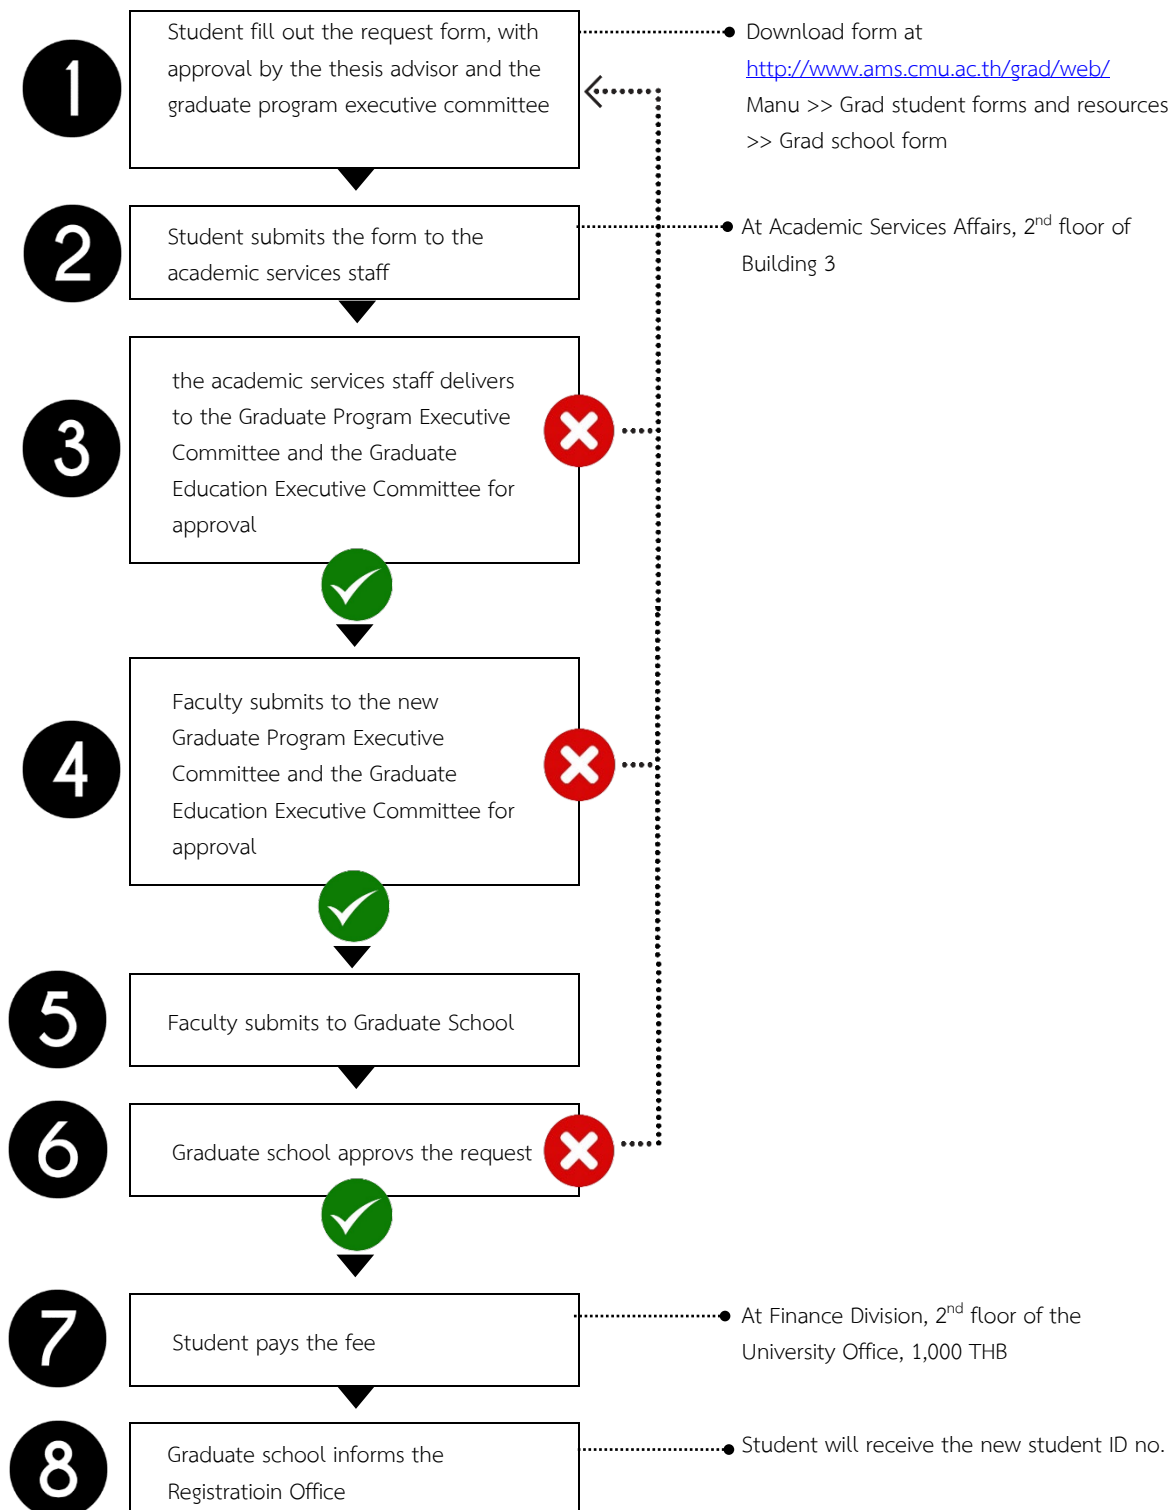 1
Student fill out the request form, with
approval by the thesis advisor and the
graduate program executive committee
Download form at
http://www.ams.cmu.ac.th/grad/web/
Manu >> Grad student forms and resources
>> Grad school form
2
Student submits the form to the
academic services staff
At Academic Services Affairs, 2nd floor of
Building 3
3
the academic services staff delivers
to the Graduate Program Executive
Committee and the Graduate
Education Executive Committee for
approval
4
Faculty submits to the new
Graduate Program Executive
Committee and the Graduate
Education Executive Committee for
approval
5
Faculty submits to Graduate School
6
Graduate school approvs the request
7
Student pays the fee
At Finance Division, 2nd floor of the
University Office, 1,000 THB
8
Graduate school informs the
Registratioin Office
Student will receive the new student ID no.